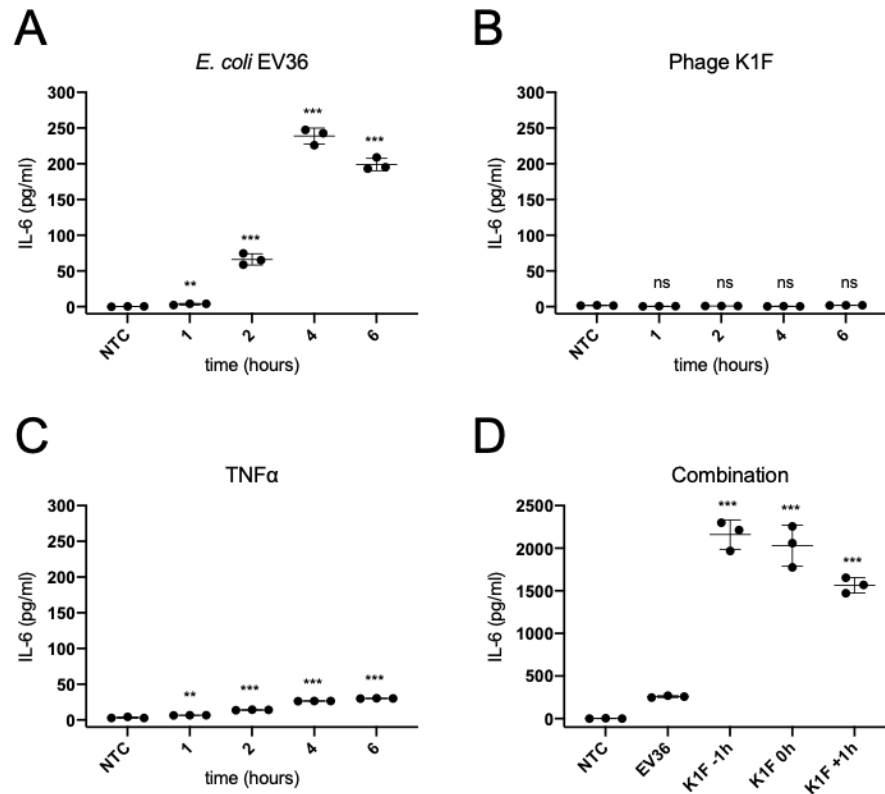 A
E. coli EV36
IL-6 (pg/ml)
300
250
200
150
100
50
0
**
***
***
***
NTC
1
2
4
6
time (hours)
B
Phage K1F
IL-6 (pg/ml)
300
250
200
150
100
50
0
ns
ns
ns
ns
NTC
1
2
4
6
time (hours)
C
TNFα
IL-6 (pg/ml)
300
250
200
150
100
50
0
**
***
***
***
NTC
1
2
4
6
time (hours)
D
Combination
IL-6 (pg/ml)
2500
2000
1500
1000
500
0
***
***
***
NTC
EV36
K1F -1h
K1F 0h
K1F +1h